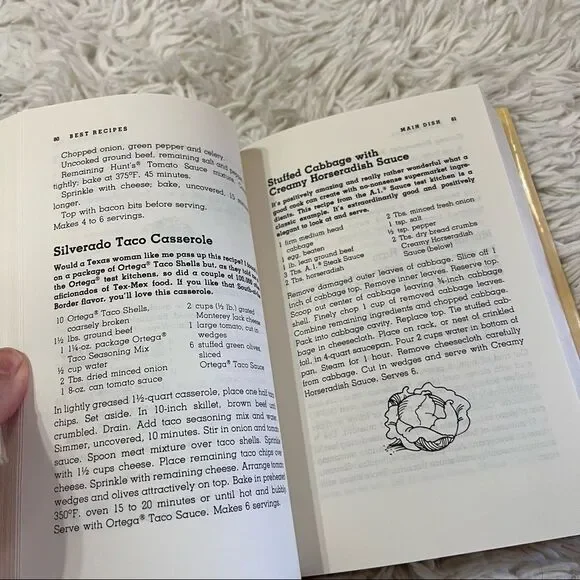 80 BEST RECIPES
Chopped onion, green pepper and celery.
Uncooked ground beef, remaining salt and
Remaining Hunt's® Tomato Sauce mixture.
tightly; bake at 375°F. 45 minutes.
Sprinkle with cheese; bake, uncovered, 15
longer.
Top with bacon bits before serving.
Makes 4 to 6 servings.
Silverado Taco Casserole
Would a Texas woman like me pass up this recipe?
on a package of Ortega® Taco Shells but, as they told me
the Ortega® test kitchens, so did a couple of 100,000
aficionados of Tex-Mex food. If you like that
Border flavor, you'll love this casserole.
10 Ortega® Taco Shells,
coarsely broken
1½ lbs. ground beef
1 1¼-oz. package Ortega®
Taco Seasoning Mix
½ cup water
2 Tbs. dried minced onion
1 8-oz. can tomato sauce
2 cups (½ lb.) grated
Monterey Jack cheese
1 large tomato, cut in
wedges
6 stuffed green olives,
sliced
Ortega® Taco Sauce
In lightly greased 1½-quart casserole, place one half taco
chips. Set aside. In 10-inch skillet, brown beef until
crumbled. Drain. Add taco seasoning mix and water.
Simmer, uncovered, 10 minutes. Stir in onion and tomato
sauce. Spoon meat mixture over taco shells. Sprinkle
with 1½ cups cheese. Place remaining taco chips over
cheese. Sprinkle with remaining cheese. Arrange tomato
wedges and olives attractively on top. Bake in preheated
350°F. oven 15 to 20 minutes or until hot and bubbly.
Serve with Ortega® Taco Sauce. Makes 6 servings.
MAIN DISH 81
Stuffed Cabbage with
Creamy Horseradish Sauce
It's positively amazing and really rather wonderful what a
good cook can create with no-nonsense supermarket ingre-
dients. This recipe from the A.1.® Sauce test kitchen is a
classic example. It's extraordinarily good and positively
elegant to look at and serve.
1 firm medium head
cabbage
1 egg, beaten
1 lb. lean ground beef
3 Tbs. A.1.® Steak Sauce
2 Tbs. horseradish
2 Tbs. minced fresh onion
1 tsp. salt
½ tsp. pepper
2 Tbs. dry bread crumbs
Creamy Horseradish
Sauce (below)
Remove damaged outer leaves of cabbage. Slice off 1
inch of cabbage top. Remove inner leaves. Reserve top.
Scoop out center of cabbage leaving ¾-inch cabbage
shell. Finely chop 1 cup of removed cabbage leaves.
Combine remaining ingredients and chopped cabbage.
Pack into cabbage cavity. Replace top. Tie stuffed cab-
bage in cheesecloth. Place on rack, or nest of crinkled
foil, in 4-quart saucepan. Pour 2 cups water in bottom of
pan. Steam for 1 hour. Remove cheesecloth carefully
from cabbage. Cut in wedges and serve with Creamy
Horseradish Sauce. Serves 6.